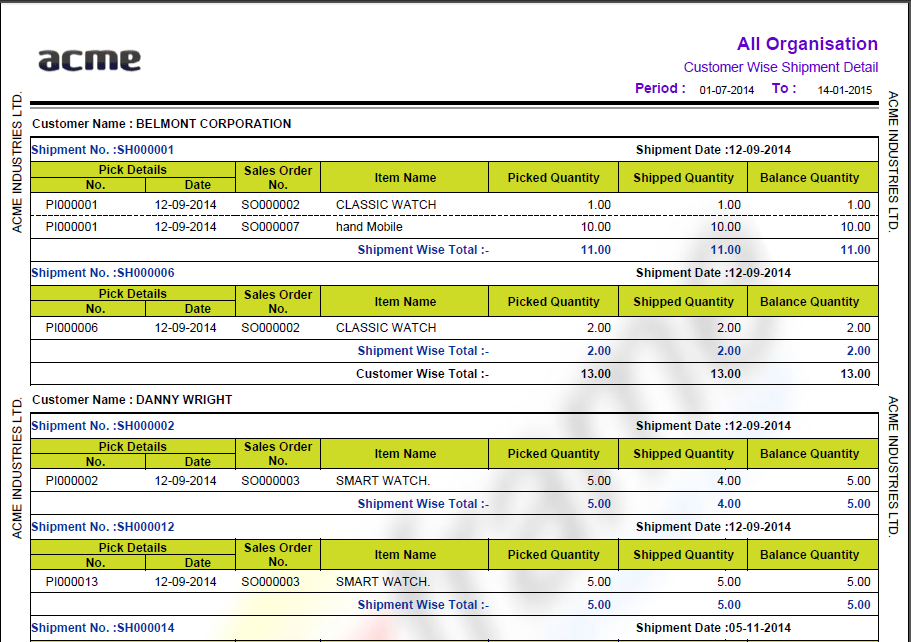 acme
All Organisation
Customer Wise Shipment Detail
Period : 01-07-2014 To : 14-01-2015
ACME INDUSTRIES LTD.
ACME INDUSTRIES LTD.
Customer Name : BELMONT CORPORATION
Shipment No. :SH000001 Shipment Date :12-09-2014
Pick Details Sales Order No. Item Name Picked Quantity Shipped Quantity Balance Quantity
No. Date
PI000001 12-09-2014 SO000002 CLASSIC WATCH 1.00 1.00 1.00
PI000001 12-09-2014 SO000007 hand Mobile 10.00 10.00 10.00
Shipment Wise Total :- 11.00 11.00 11.00
Shipment No. :SH000006 Shipment Date :12-09-2014
Pick Details Sales Order No. Item Name Picked Quantity Shipped Quantity Balance Quantity
No. Date
PI000006 12-09-2014 SO000002 CLASSIC WATCH 2.00 2.00 2.00
Shipment Wise Total :- 2.00 2.00 2.00
Customer Wise Total :- 13.00 13.00 13.00
ACME INDUSTRIES LTD.
ACME INDUSTRIES LTD.
Customer Name : DANNY WRIGHT
Shipment No. :SH000002 Shipment Date :12-09-2014
Pick Details Sales Order No. Item Name Picked Quantity Shipped Quantity Balance Quantity
No. Date
PI000002 12-09-2014 SO000003 SMART WATCH. 5.00 4.00 5.00
Shipment Wise Total :- 5.00 4.00 5.00
Shipment No. :SH000012 Shipment Date :12-09-2014
Pick Details Sales Order No. Item Name Picked Quantity Shipped Quantity Balance Quantity
No. Date
PI000013 12-09-2014 SO000003 SMART WATCH. 5.00 5.00 5.00
Shipment Wise Total :- 5.00 5.00 5.00
Shipment No. :SH000014 Shipment Date :05-11-2014